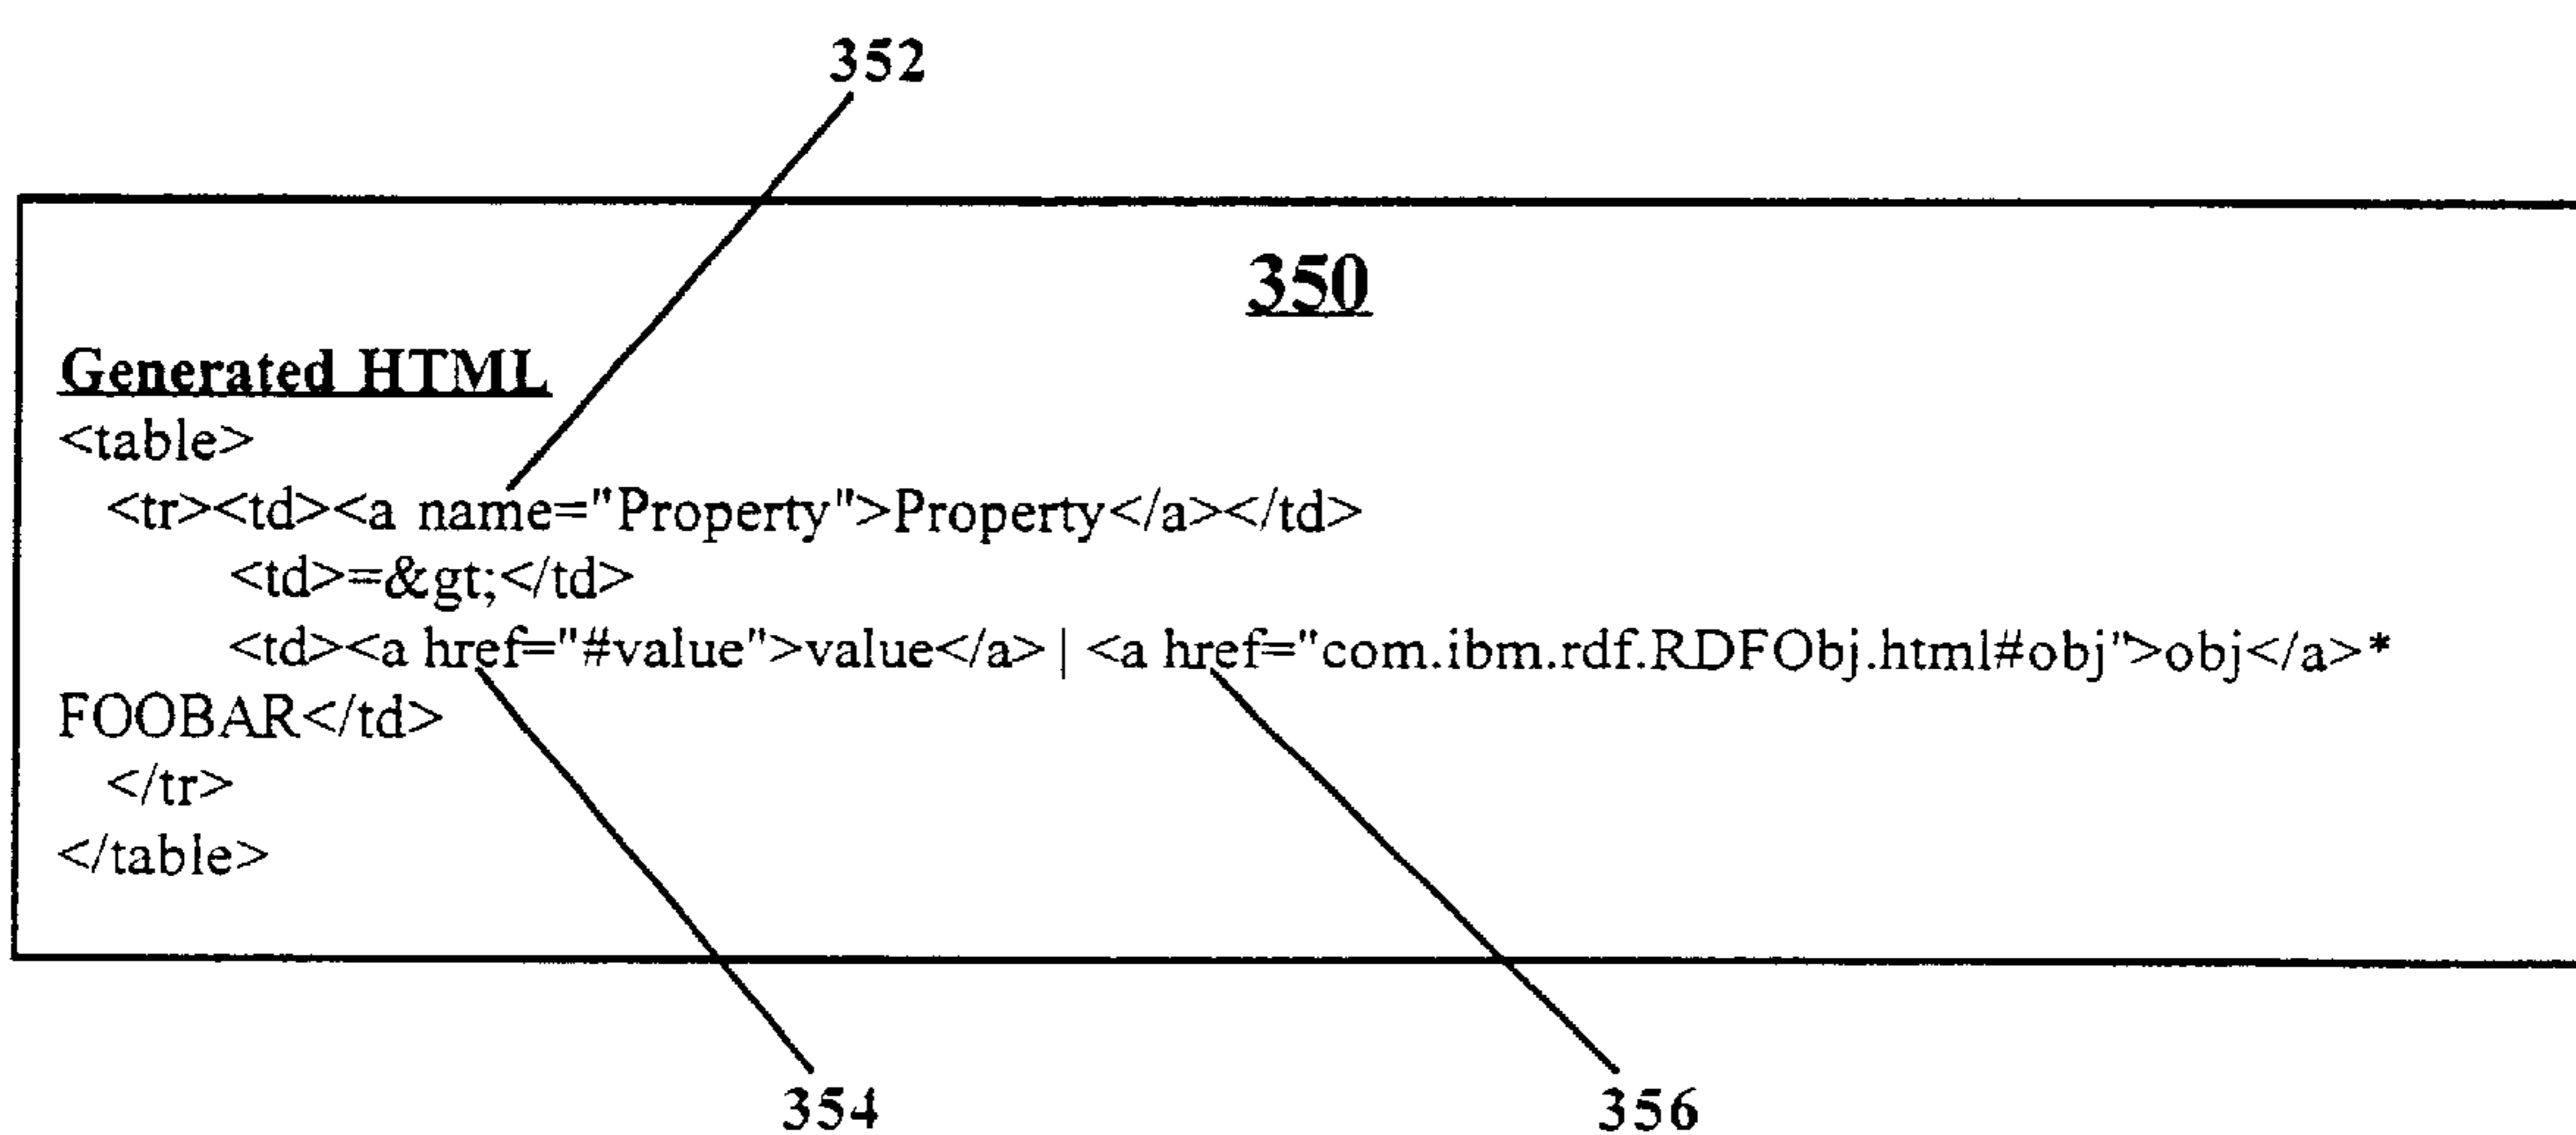 352
350
Generated HTML
<table>
<tr><td><a name="Property">Property</a></td>
<td>=&gt;</td>
<td><a href="#value">value</a> | <a href="com.ibm.rdf.RDFObj.html#obj">obj</a>*
FOOBAR</td>
</tr>
</table>
354
356